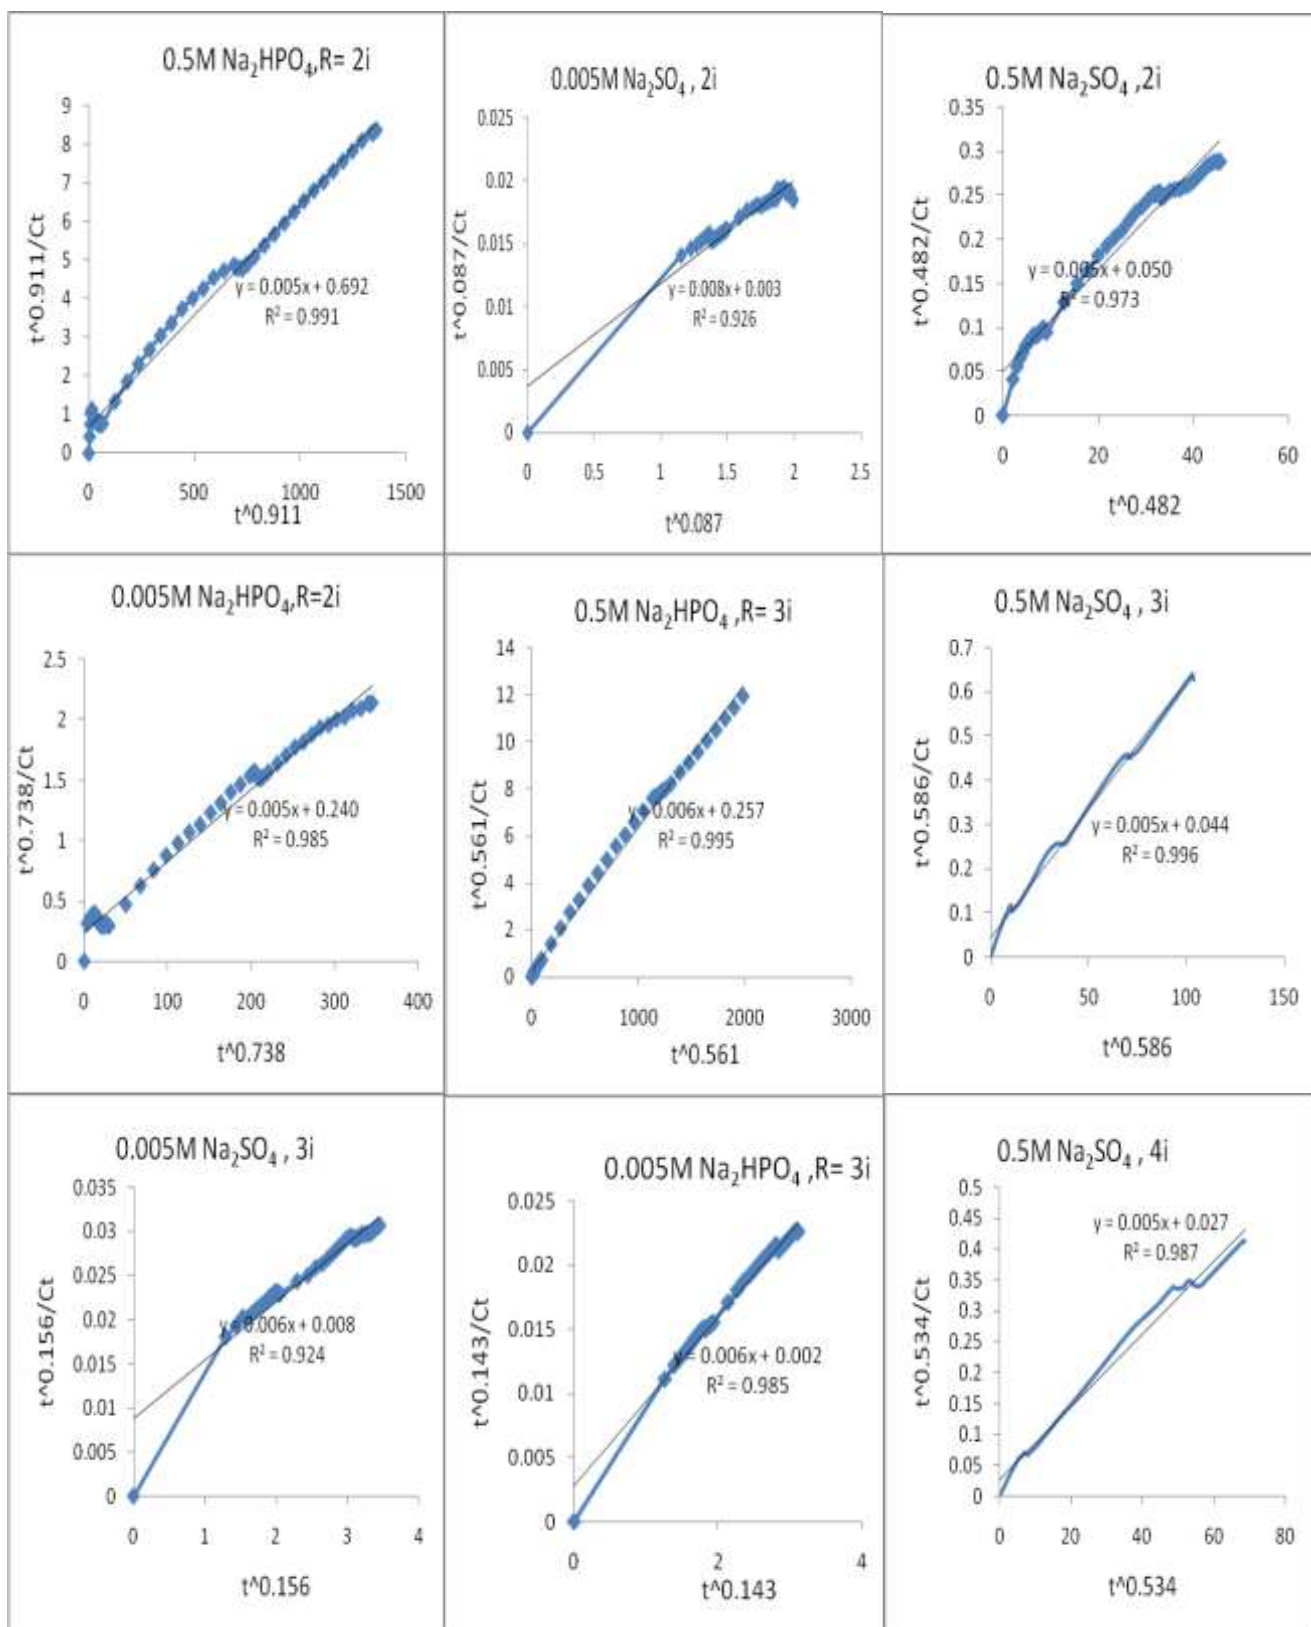 0.5M Na₂HPO₄,R= 2i
9
8
7
6
5
4
3
2
1
0
t^0.911/Ct
y = 0.005x + 0.692
R² = 0.991
0 500 1000 1500
t^0.911
0.005M Na₂SO₄ , 2i
0.025
0.02
0.015
0.01
0.005
0
t^0.087/Ct
y = 0.008x + 0.003
R² = 0.926
0 0.5 1 1.5 2 2.5
t^0.087
0.5M Na₂SO₄ ,2i
0.35
0.3
0.25
0.2
0.15
0.1
0.05
0
t^0.482/Ct
y = 0.005x + 0.050
R² = 0.973
0 20 40 60
t^0.482
0.005M Na₂HPO₄,R=2i
2.5
2
1.5
1
0.5
0
t^0.738/Ct
y = 0.005x + 0.240
R² = 0.985
0 100 200 300 400
t^0.738
0.5M Na₂HPO₄ ,R= 3i
14
12
10
8
6
4
2
0
t^0.561/Ct
y = 0.006x + 0.257
R² = 0.995
0 1000 2000 3000
t^0.561
0.5M Na₂SO₄ , 3i
0.7
0.6
0.5
0.4
0.3
0.2
0.1
0
t^0.586/Ct
y = 0.005x + 0.044
R² = 0.996
0 50 100 150
t^0.586
0.005M Na₂SO₄ , 3i
0.035
0.03
0.025
0.02
0.015
0.01
0.005
0
t^0.156/Ct
y = 0.006x + 0.008
R² = 0.924
0 1 2 3 4
t^0.156
0.005M Na₂HPO₄ ,R= 3i
0.025
0.02
0.015
0.01
0.005
0
t^0.143/Ct
y = 0.006x + 0.002
R² = 0.985
0 2 4
t^0.143
0.5M Na₂SO₄ , 4i
0.5
0.45
0.4
0.35
0.3
0.25
0.2
0.15
0.1
0.05
0
t^0.534/Ct
y = 0.005x + 0.027
R² = 0.987
0 20 40 60 80
t^0.534